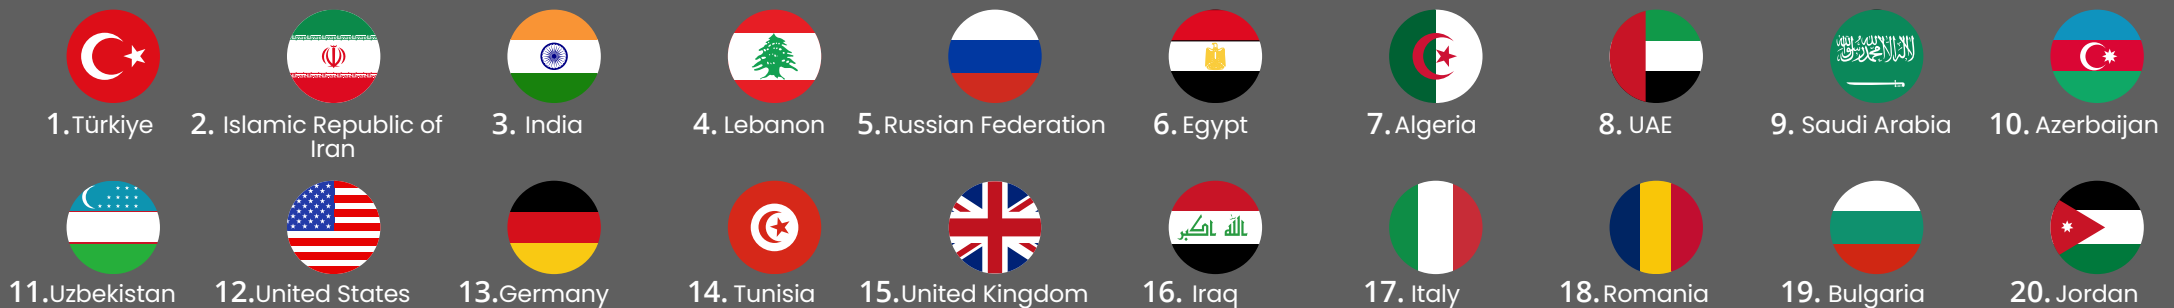 1.Türkiye
2. Islamic Republic of
Iran
3. India
4. Lebanon
5.Russian Federation
6. Egypt
7.Algeria
8. UAE
9. Saudi Arabia
10. Azerbaijan
11.Uzbekistan
12.United States
13.Germany
14. Tunisia
15.United Kingdom
16. Iraq
17. Italy
18.Romania
19. Bulgaria
20. Jordan